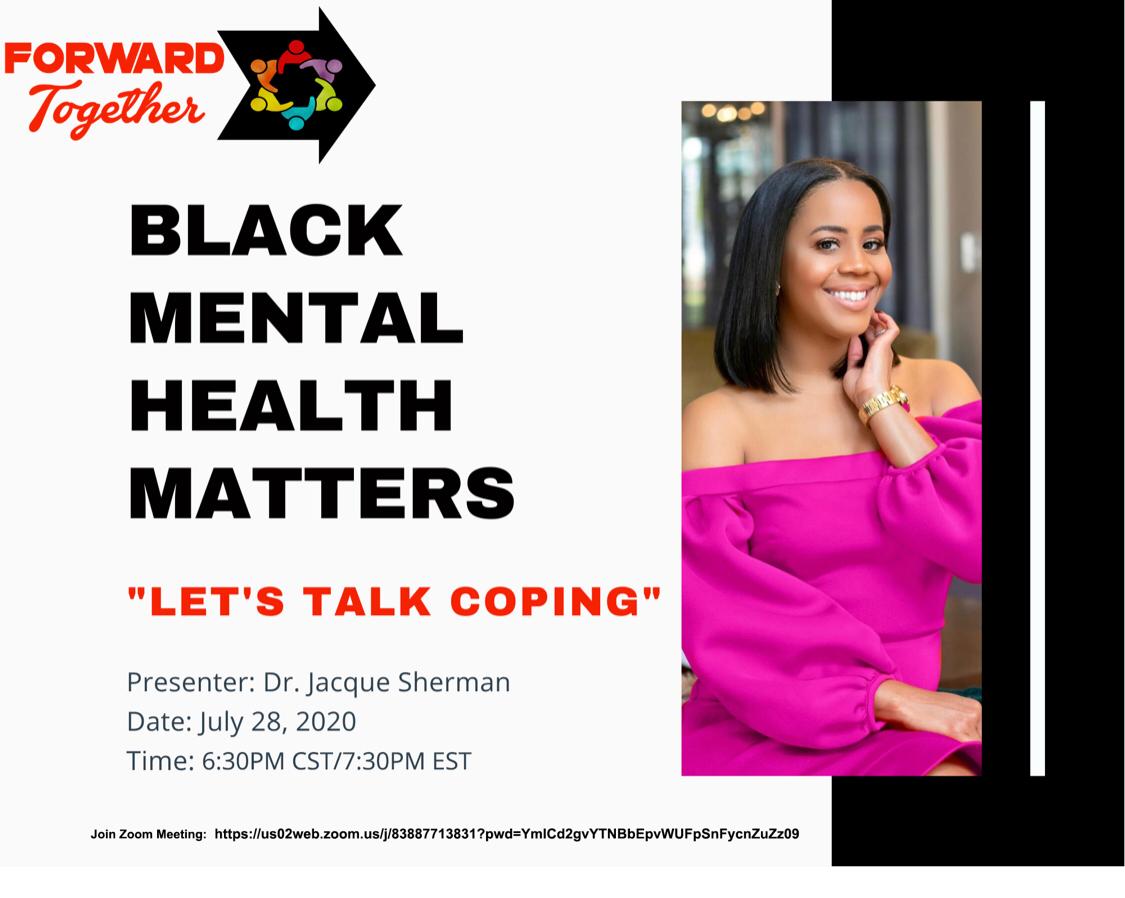 FORWARD
Together
BLACK
MENTAL
HEALTH
MATTERS
"LET'S TALK COPING"
Presenter: Dr. Jacque Sherman
Date: July 28, 2020
Time: 6:30PM CST/7:30PM EST
Join Zoom Meeting: https://us02web.zoom.us/j/83887713831?pwd=YmlCd2gvYTNBbEpvWUFpSnFycnZuZz09